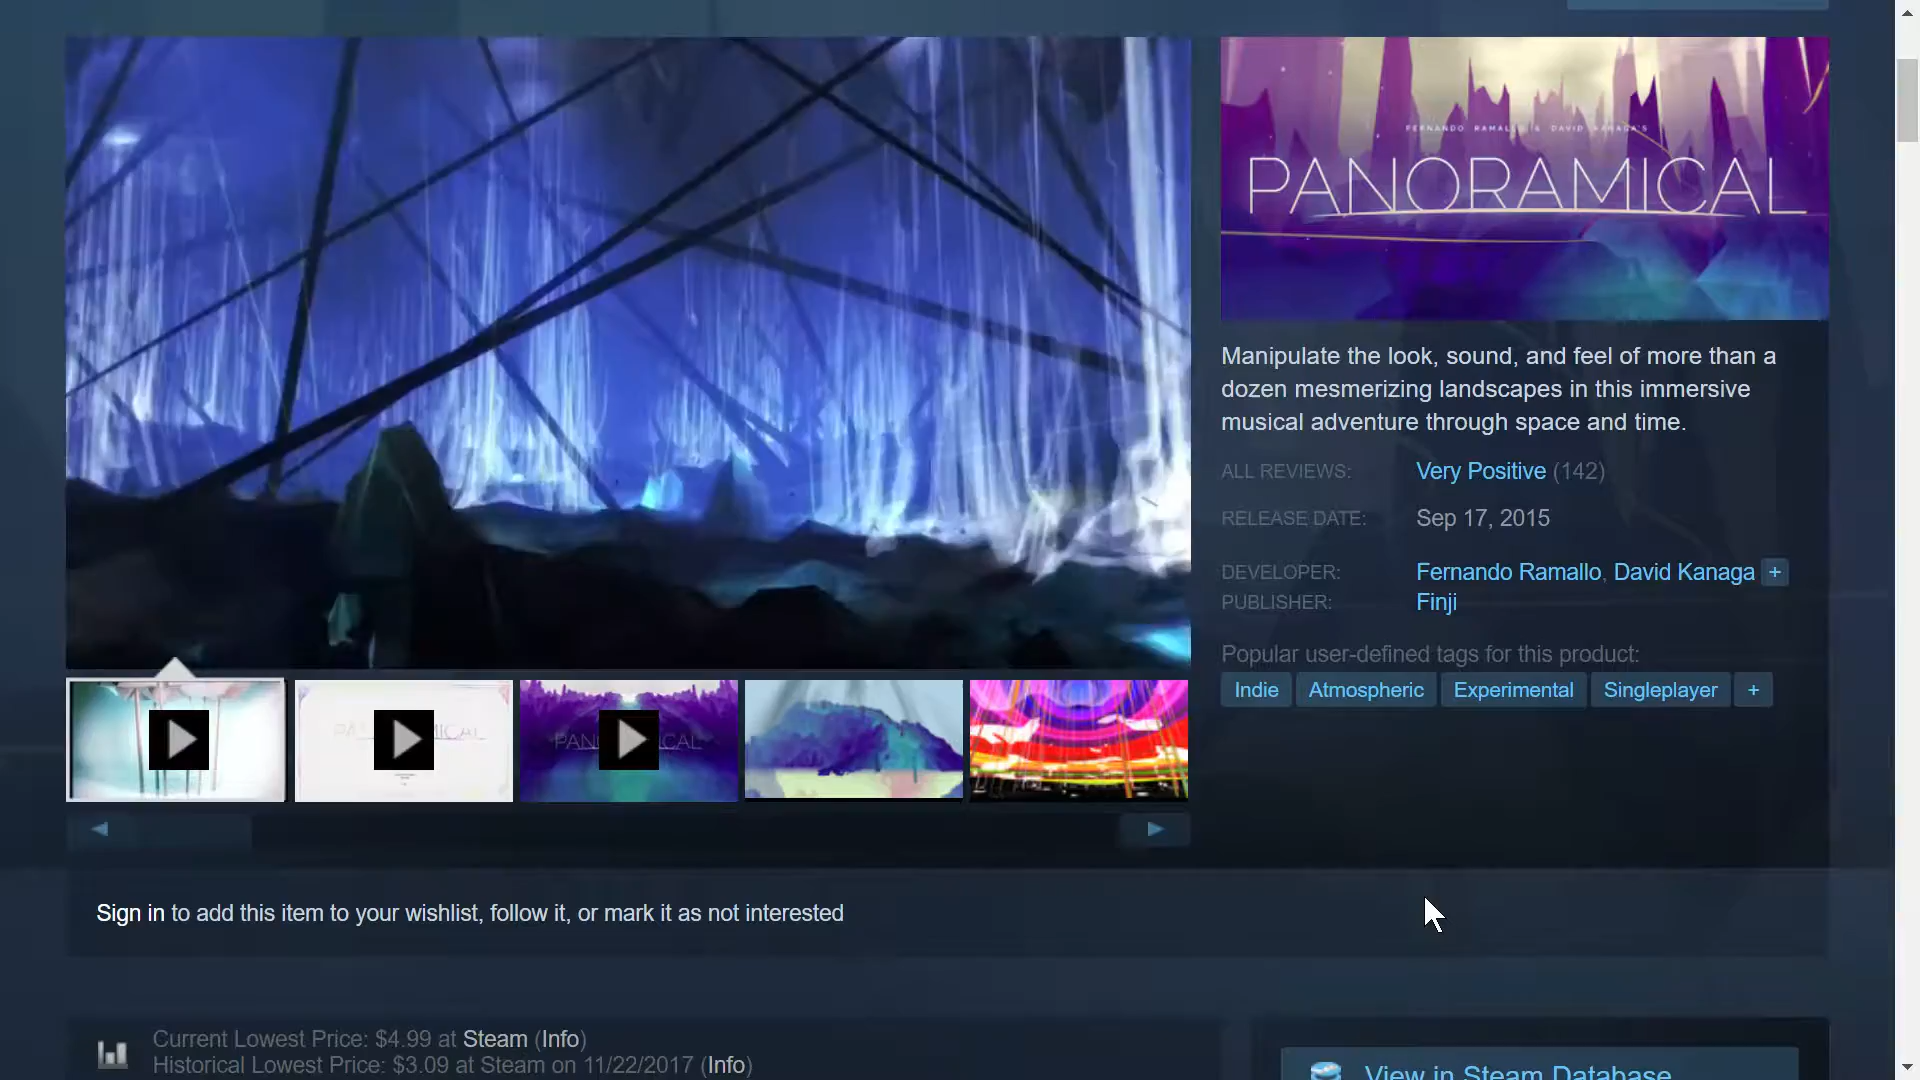 FERNANDO RAMALLO & DAVID KANAGA'S
PANORAMICAL
Manipulate the look, sound, and feel of more than a
dozen mesmerizing landscapes in this immersive
musical adventure through space and time.
ALL REVIEWS: Very Positive (142)
RELEASE DATE: Sep 17, 2015
DEVELOPER: Fernando Ramallo, David Kanaga +
PUBLISHER: Finji
Popular user-defined tags for this product:
Indie Atmospheric Experimental Singleplayer +
Sign in to add this item to your wishlist, follow it, or mark it as not interested
Current Lowest Price: $4.99 at Steam (Info)
Historical Lowest Price: $3.09 at Steam on 11/22/2017 (Info)
View in Steam Database